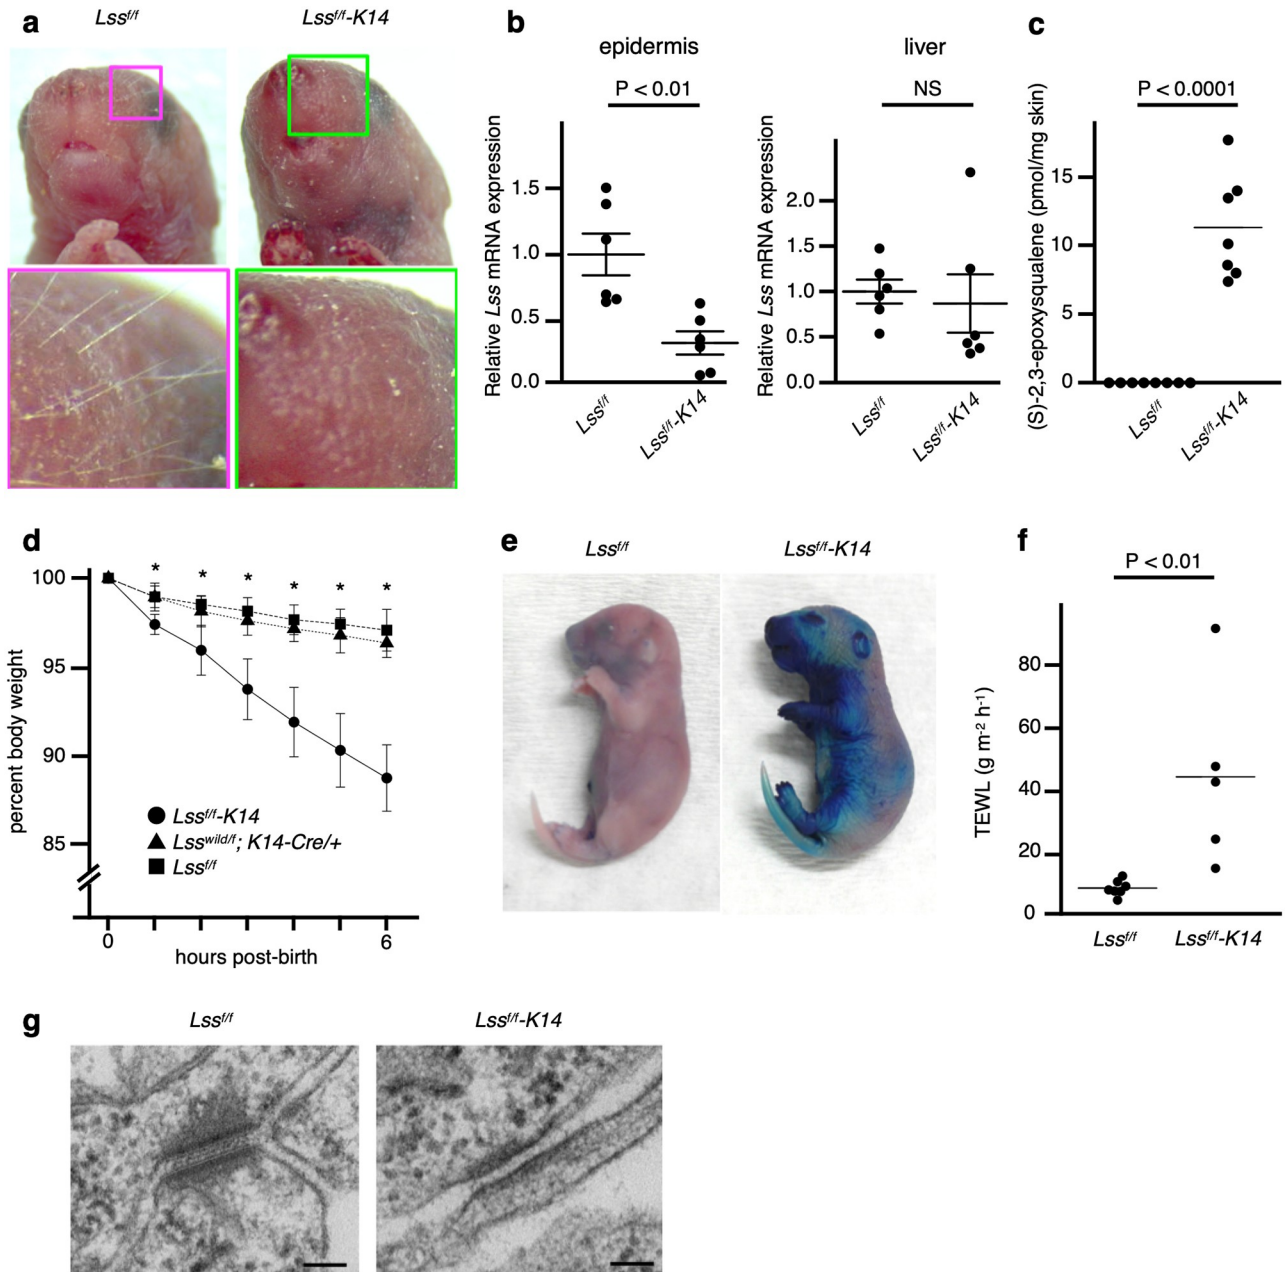 a
Lss^f/f
Lss^f/f-K14
b
epidermis
P < 0.01
Relative Lss mRNA expression
1.5
1.0
0.5
0.0
Lss^f/f
Lss^f/f-K14
liver
NS
Relative Lss mRNA expression
2.0
1.5
1.0
0.5
0.0
Lss^f/f
Lss^f/f-K14
c
P < 0.0001
(S)-2,3-epoxysqualene (pmol/mg skin)
15
10
5
0
Lss^f/f
Lss^f/f-K14
d
percent body weight
100
95
90
85
* * * * * *
Lss^f/f-K14
Lss^wild/f; K14-Cre/+
Lss^f/f
0
6
hours post-birth
e
Lss^f/f
Lss^f/f-K14
f
P < 0.01
TEWL (g m⁻² h⁻¹)
80
60
40
20
0
Lss^f/f
Lss^f/f-K14
g
Lss^f/f
Lss^f/f-K14